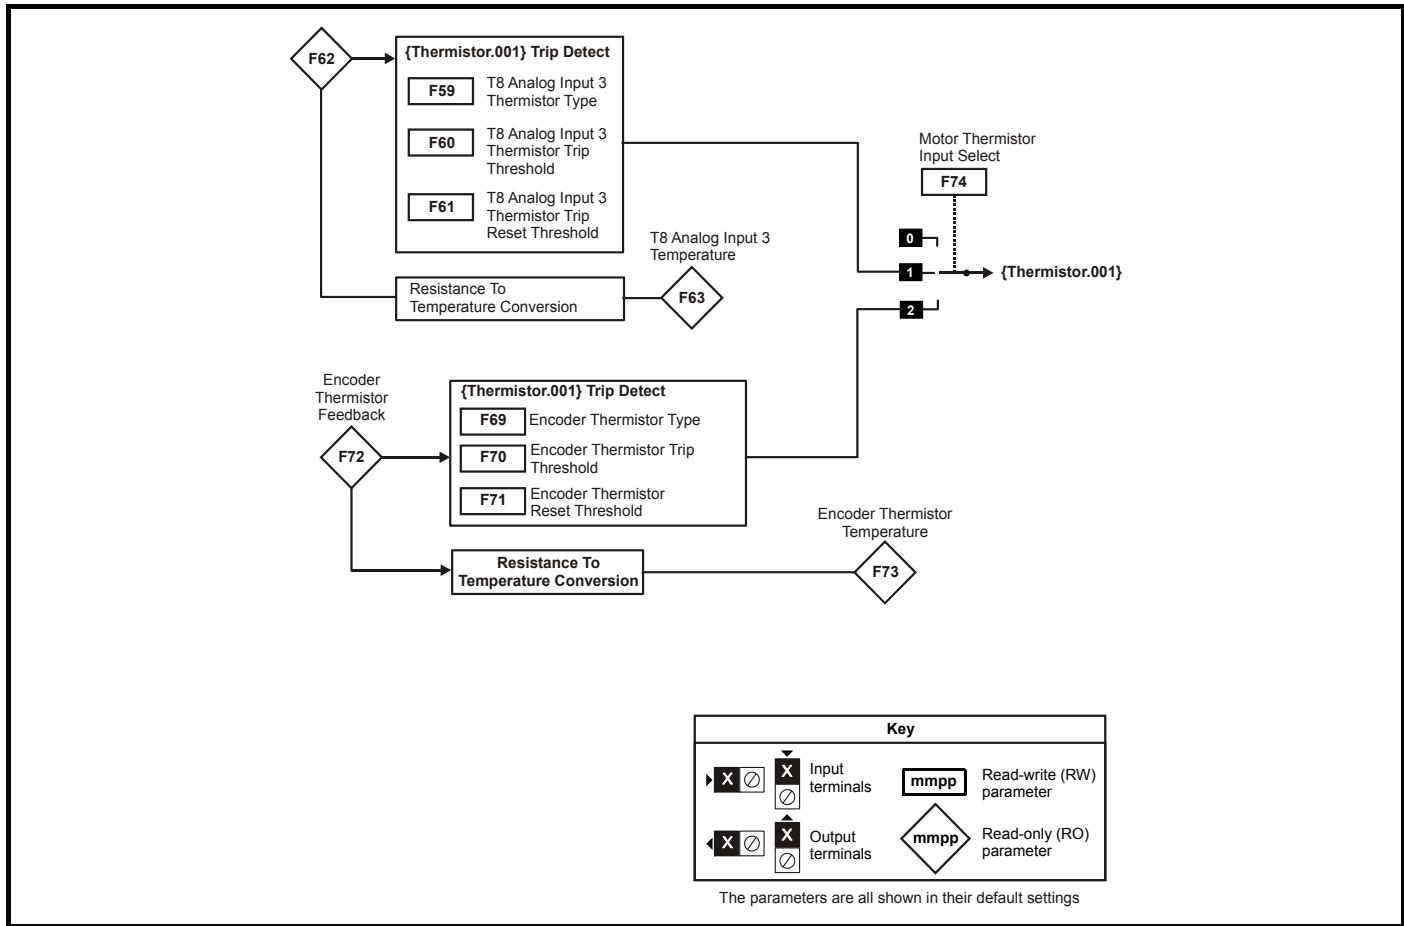 F62
{Thermistor.001} Trip Detect
F59
T8 Analog Input 3
Thermistor Type
F60
T8 Analog Input 3
Thermistor Trip
Threshold
F61
T8 Analog Input 3
Thermistor Trip
Reset Threshold
Resistance To
Temperature Conversion
T8 Analog Input 3
Temperature
F63
Motor Thermistor
Input Select
F74
0
1
2
{Thermistor.001}
Encoder
Thermistor
Feedback
F72
{Thermistor.001} Trip Detect
F69
Encoder Thermistor Type
F70
Encoder Thermistor Trip
Threshold
F71
Encoder Thermistor
Reset Threshold
Resistance To
Temperature Conversion
Encoder Thermistor
Temperature
F73
Key
X
X
Input
terminals
mmpp
Read-write (RW)
parameter
X
X
Output
terminals
mmpp
Read-only (RO)
parameter
The parameters are all shown in their default settings